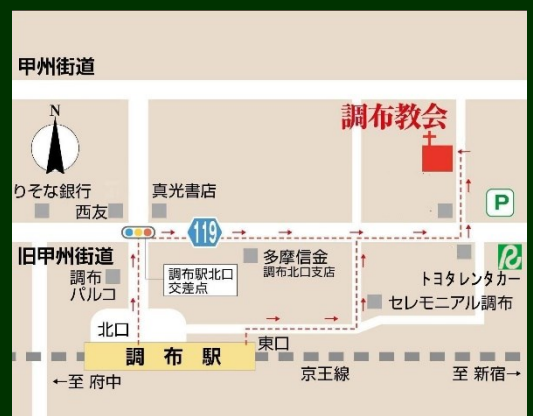 甲州街道
調布教会
N
りそな銀行
西友
真光書店
P
119
旧甲州街道
調布
パルコ
調布駅北口
交差点
多摩信金
調布北口支店
トヨタレンタカー
セレモニアル調布
北口
調布駅
東口
←至 府中
京王線
至 新宿→